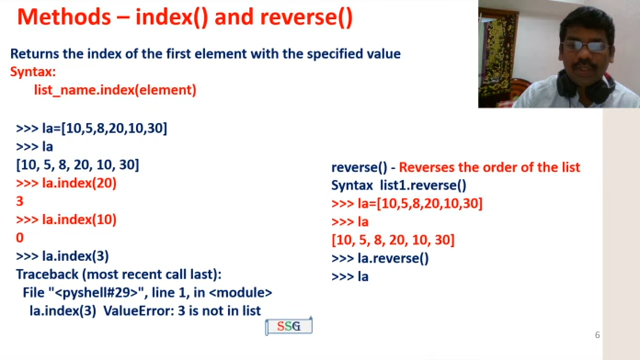 Methods – index() and reverse()
Returns the index of the first element with the specified value
Syntax:
list_name.index(element)
>>> la=[10,5,8,20,10,30]
>>> la
[10, 5, 8, 20, 10, 30]
>>> la.index(20)
3
>>> la.index(10)
0
>>> la.index(3)
Traceback (most recent call last):
File "<pyshell#29>", line 1, in <module>
la.index(3)  ValueError: 3 is not in list
reverse() - Reverses the order of the list
Syntax  list1.reverse()
>>> la=[10,5,8,20,10,30]
>>> la
[10, 5, 8, 20, 10, 30]
>>> la.reverse()
>>> la
SSG
6